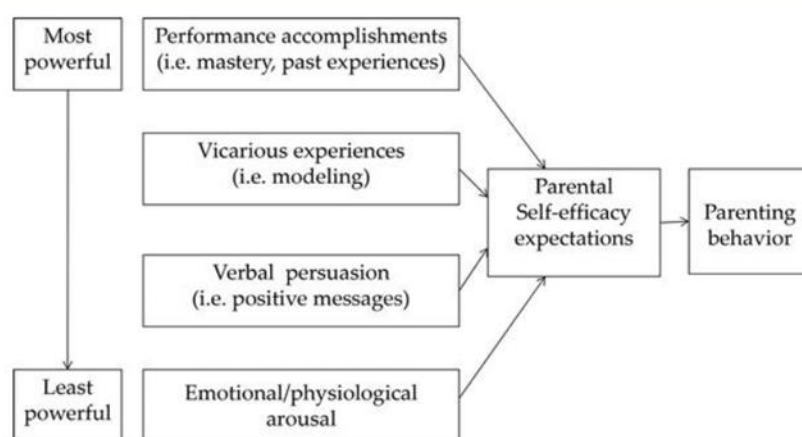 Most
powerful
Performance accomplishments
(i.e. mastery, past experiences)
Vicarious experiences
(i.e. modeling)
Parental
Self-efficacy
expectations
Parenting
behavior
Verbal persuasion
(i.e. positive messages)
Least
powerful
Emotional/physiological
arousal